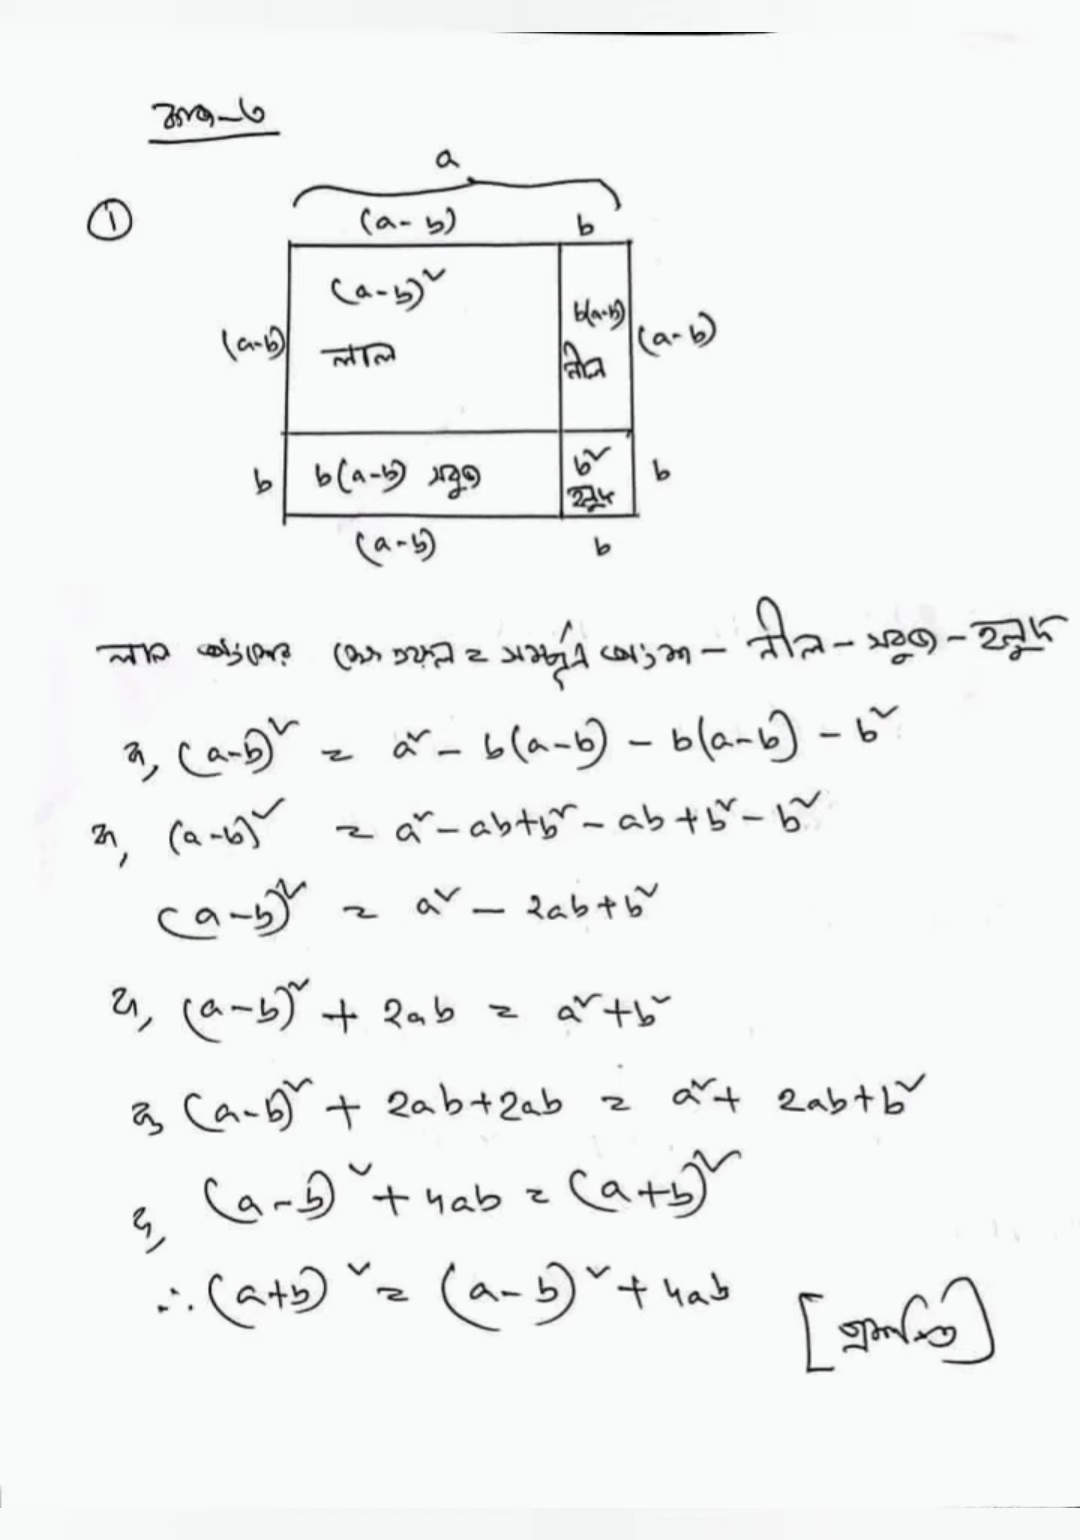 কাজ-৩
a
①
(a-b) b
(a-b)²
b(a-b)
(a-b) (a-b)
লাল নীল
b b(a-b) সবুজ b² b
হলুদ
(a-b) b
লাল অংশের ক্ষেত্রফল = সম্পূর্ণ অংশ - নীল - সবুজ - হলুদ
বা, (a-b)² = a² - b(a-b) - b(a-b) - b²
বা, (a-b)² = a² - ab + b² - ab + b² - b²
(a-b)² = a² - 2ab + b²
বা, (a-b)² + 2ab = a² + b²
বা, (a-b)² + 2ab + 2ab = a² + 2ab + b²
বা, (a-b)² + 4ab = (a+b)²
∴ (a+b)² = (a-b)² + 4ab
[প্রমাণিত]